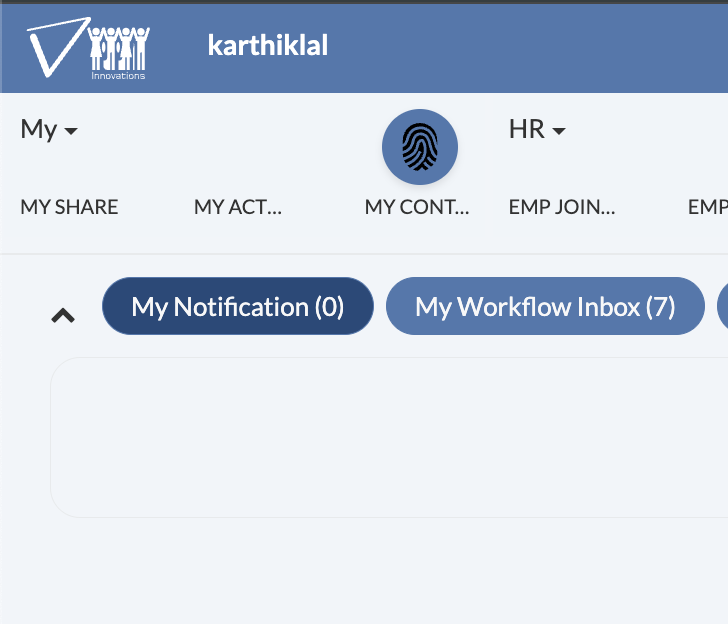 karthiklal
Innovations
My
HR
MY SHARE
MY ACT...
MY CONT...
EMP JOIN...
EMP
My Notification (0)
My Workflow Inbox (7)